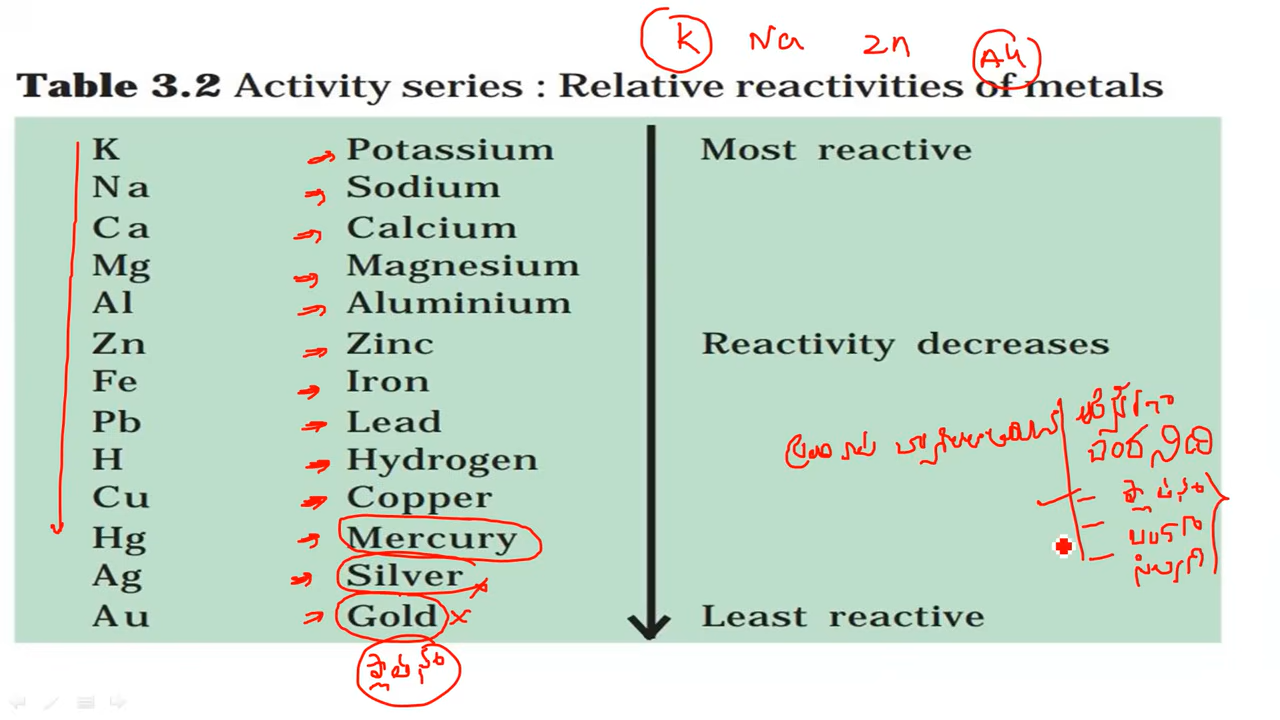 K Na Zn Au
Table 3.2 Activity series : Relative reactivities of metals
K Potassium Most reactive
Na Sodium
Ca Calcium
Mg Magnesium
Al Aluminium
Zn Zinc Reactivity decreases
Fe Iron
Pb Lead
H Hydrogen
Cu Copper
Hg Mercury
Ag Silver
Au Gold Least reactive